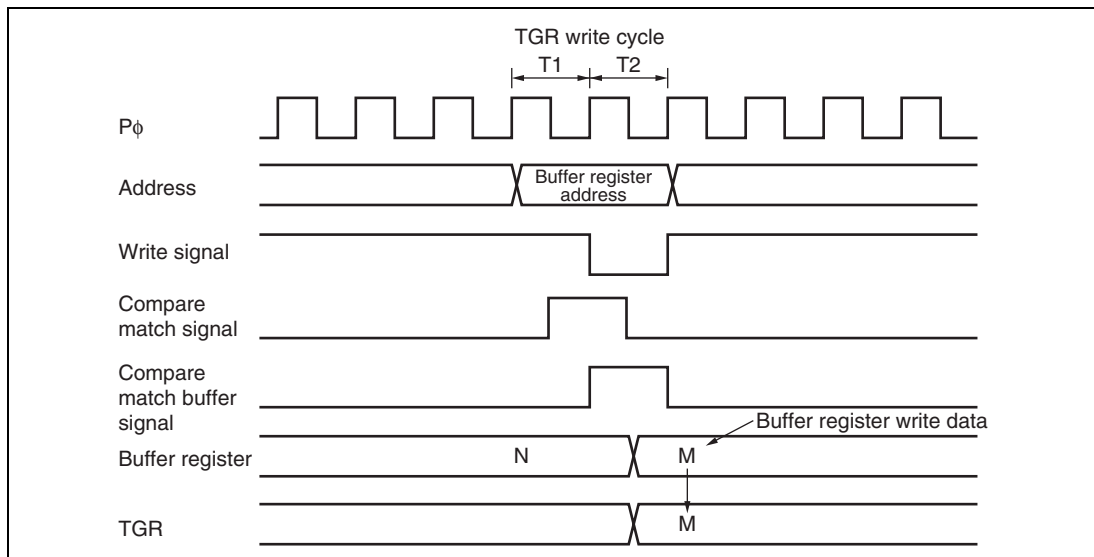 TGR write cycle
T1 T2
Pϕ
Address
Buffer register
address
Write signal
Compare
match signal
Compare
match buffer
signal
Buffer register write data
Buffer register N M
TGR M